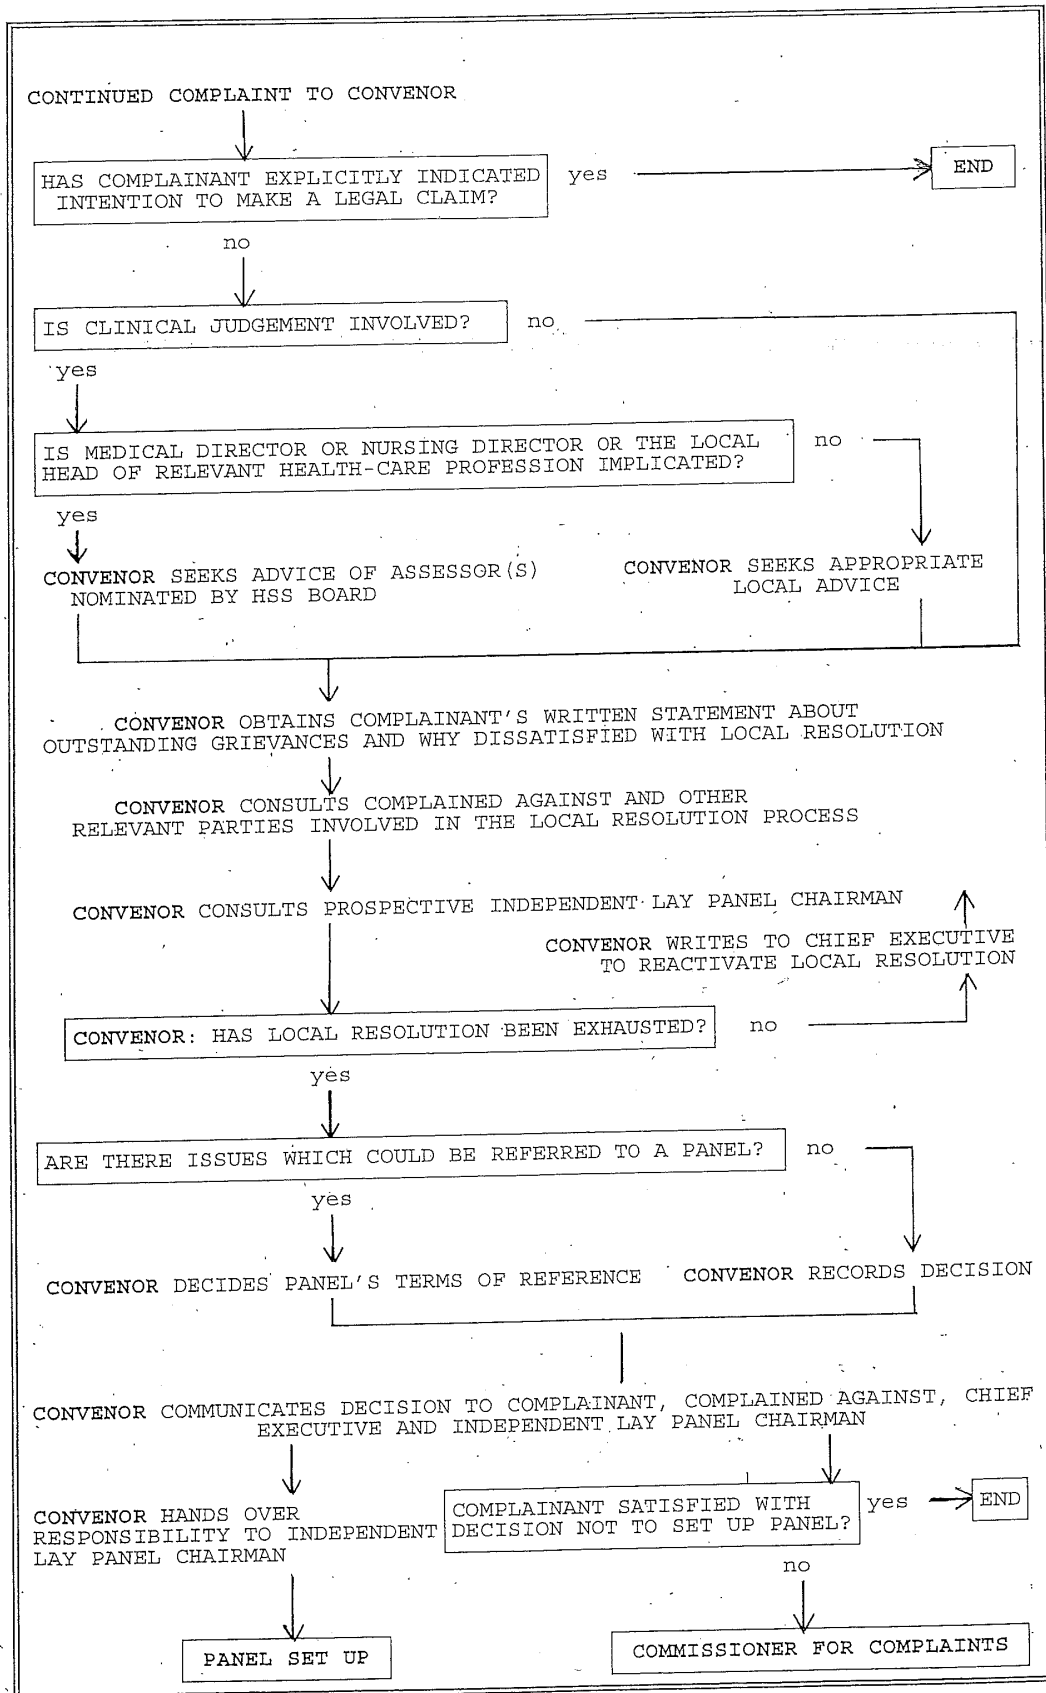 CONTINUED COMPLAINT TO CONVENOR
HAS COMPLAINANT EXPLICITLY INDICATED
INTENTION TO MAKE A LEGAL CLAIM?
yes
END
no
IS CLINICAL JUDGEMENT INVOLVED?
no
yes
IS MEDICAL DIRECTOR OR NURSING DIRECTOR OR THE LOCAL
HEAD OF RELEVANT HEALTH-CARE PROFESSION IMPLICATED?
no
yes
CONVENOR SEEKS ADVICE OF ASSESSOR(S)
NOMINATED BY HSS BOARD
CONVENOR SEEKS APPROPRIATE
LOCAL ADVICE
CONVENOR OBTAINS COMPLAINANT'S WRITTEN STATEMENT ABOUT
OUTSTANDING GRIEVANCES AND WHY DISSATISFIED WITH LOCAL RESOLUTION
CONVENOR CONSULTS COMPLAINED AGAINST AND OTHER
RELEVANT PARTIES INVOLVED IN THE LOCAL RESOLUTION PROCESS
CONVENOR CONSULTS PROSPECTIVE INDEPENDENT LAY PANEL CHAIRMAN
CONVENOR WRITES TO CHIEF EXECUTIVE
TO REACTIVATE LOCAL RESOLUTION
CONVENOR: HAS LOCAL RESOLUTION BEEN EXHAUSTED?
no
yes
ARE THERE ISSUES WHICH COULD BE REFERRED TO A PANEL?
no
yes
CONVENOR DECIDES PANEL'S TERMS OF REFERENCE
CONVENOR RECORDS DECISION
CONVENOR COMMUNICATES DECISION TO COMPLAINANT, COMPLAINED AGAINST, CHIEF
EXECUTIVE AND INDEPENDENT LAY PANEL CHAIRMAN
CONVENOR HANDS OVER
RESPONSIBILITY TO INDEPENDENT
LAY PANEL CHAIRMAN
COMPLAINANT SATISFIED WITH
DECISION NOT TO SET UP PANEL?
yes
END
no
PANEL SET UP
COMMISSIONER FOR COMPLAINTS